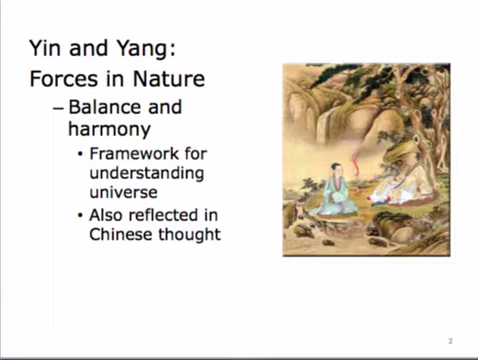 Yin and Yang:
Forces in Nature
– Balance and
harmony
• Framework for
understanding
universe
• Also reflected in
Chinese thought
2